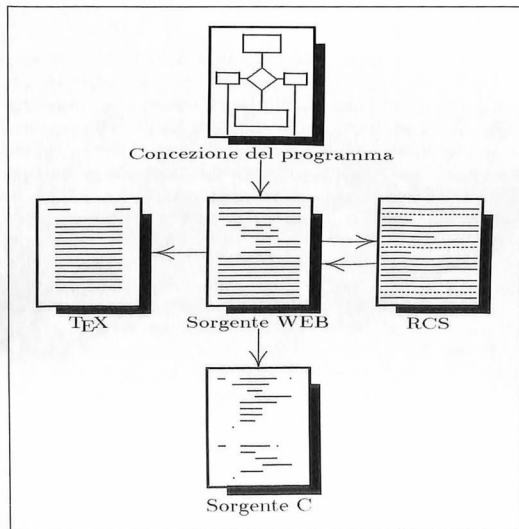 Concezione del programma
TEX
Sorgente WEB
RCS
Sorgente C